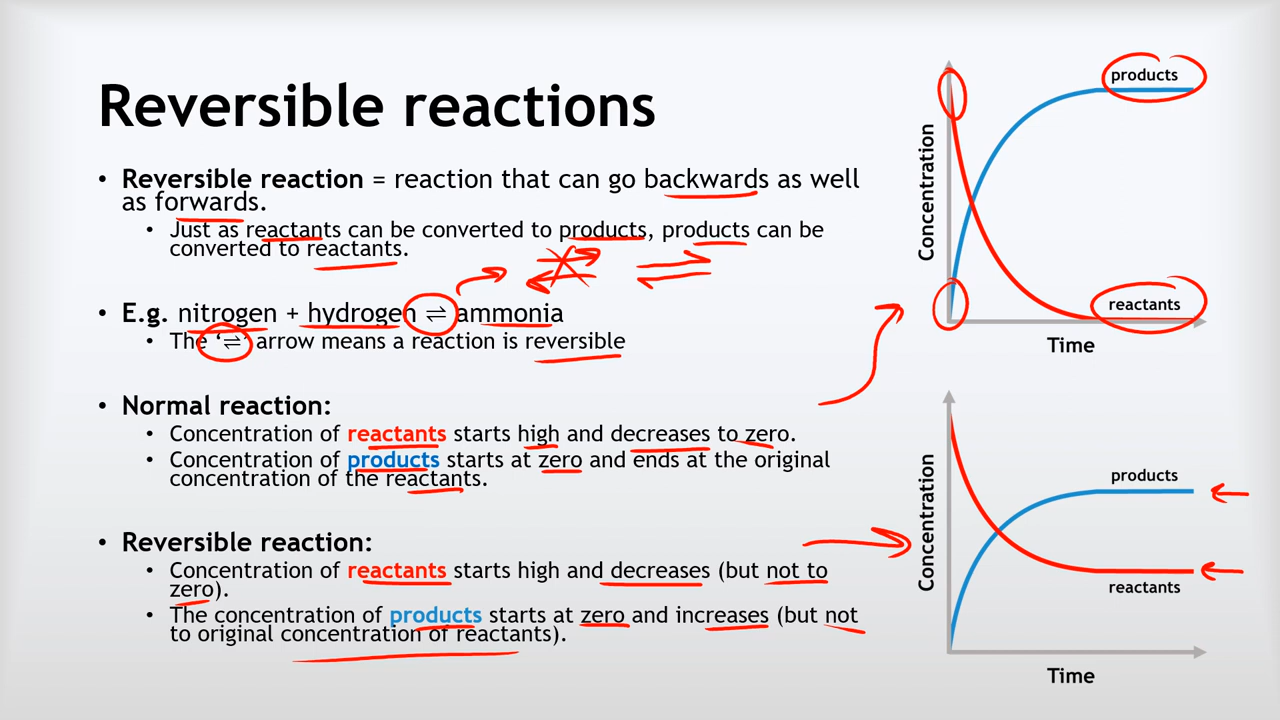 Reversible reactions
• Reversible reaction = reaction that can go backwards as well
as forwards.
• Just as reactants can be converted to products, products can be
converted to reactants.
• E.g. nitrogen + hydrogen ⇌ ammonia
• The ‘⇌’ arrow means a reaction is reversible
• Normal reaction:
• Concentration of reactants starts high and decreases to zero.
• Concentration of products starts at zero and ends at the original
concentration of the reactants.
• Reversible reaction:
• Concentration of reactants starts high and decreases (but not to
zero).
• The concentration of products starts at zero and increases (but not
to original concentration of reactants).
products
Concentration
reactants
Time
products
Concentration
reactants
Time